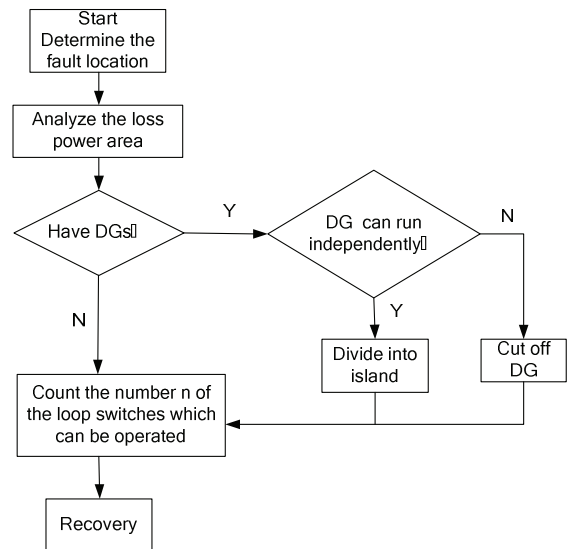 Start
Determine the
fault location
Analyze the loss
power area
Have DGs▯
Y
DG can run
independently▯
N
N
Y
Divide into
island
Cut off
DG
Count the number n of
the loop switches which
can be operated
Recovery